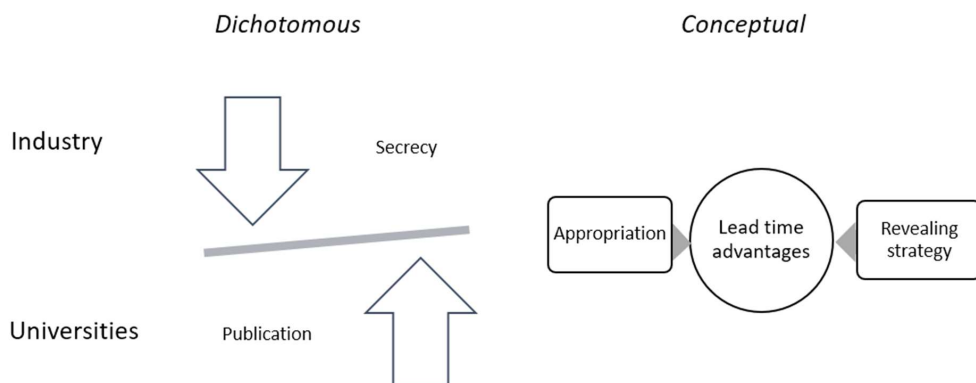 Dichotomous
Conceptual
Industry
Secrecy
Universities
Publication
Appropriation
Lead time
advantages
Revealing
strategy